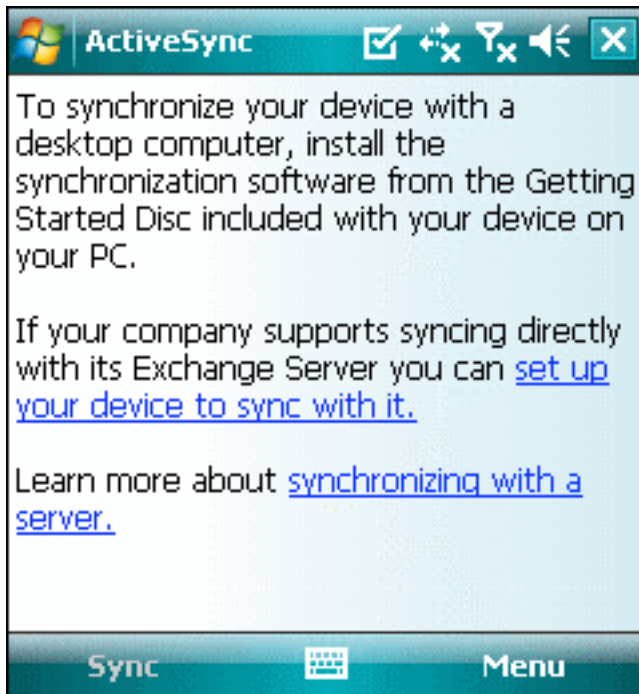 ActiveSync
To synchronize your device with a
desktop computer, install the
synchronization software from the Getting
Started Disc included with your device on
your PC.
If your company supports syncing directly
with its Exchange Server you can set up
your device to sync with it.
Learn more about synchronizing with a
server.
Sync Menu